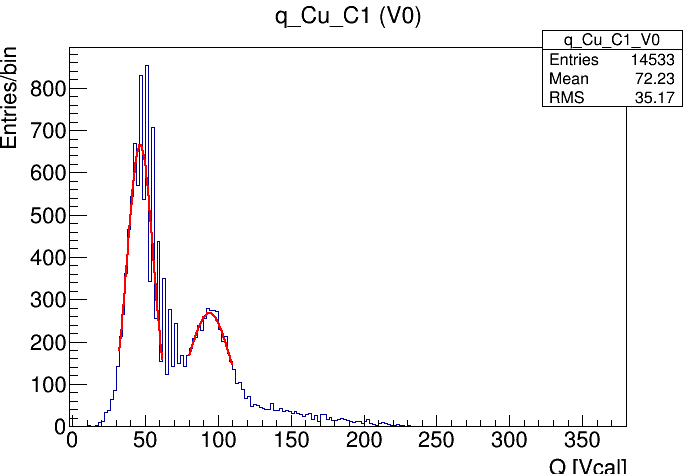 q_Cu_C1 (V0)
q_Cu_C1_V0
Entries 14533
Mean 72.23
RMS 35.17
Entries/bin
800
700
600
500
400
300
200
100
0
0 50 100 150 200 250 300 350
Q [Vcal]